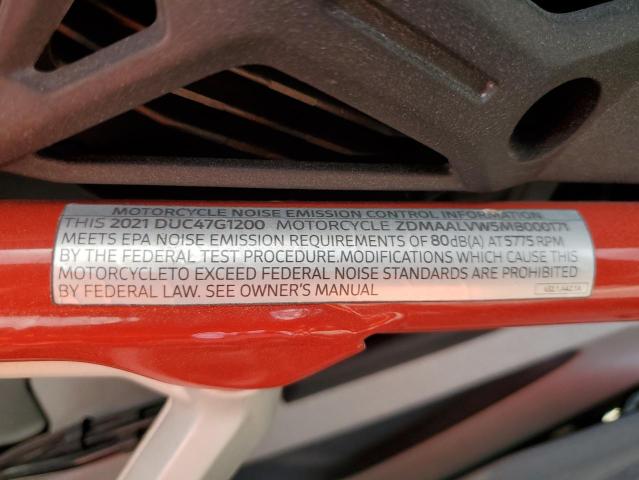 MOTORCYCLE NOISE EMISSION CONTROL INFORMATION
THIS 2021 DUC47G1200 MOTORCYCLE ZDMAALVW5MB000171
MEETS EPA NOISE EMISSION REQUIREMENTS OF 80dB(A) AT 5775 RPM
BY THE FEDERAL TEST PROCEDURE.MODIFICATIONS WHICH CAUSE THIS
MOTORCYCLETO EXCEED FEDERAL NOISE STANDARDS ARE PROHIBITED
BY FEDERAL LAW. SEE OWNER'S MANUAL